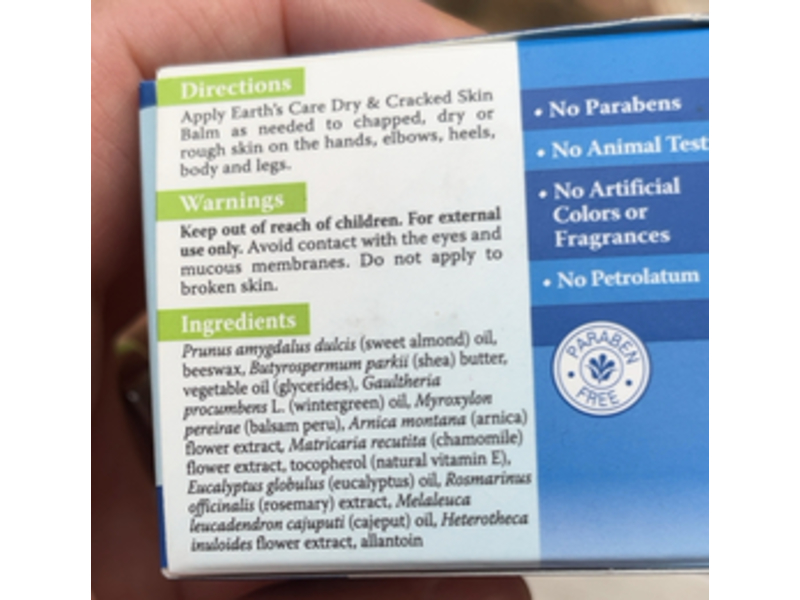 Directions
Apply Earth's Care Dry & Cracked Skin
Balm as needed to chapped, dry or
rough skin on the hands, elbows, heels,
body and legs.
Warnings
Keep out of reach of children. For external
use only. Avoid contact with the eyes and
mucous membranes. Do not apply to
broken skin.
Ingredients
Prunus amygdalus dulcis (sweet almond) oil,
beeswax, Butyrospermum parkii (shea) butter,
vegetable oil (glycerides), Gaultheria
procumbens L. (wintergreen) oil, Myroxylon
pereirae (balsam peru), Arnica montana (arnica)
flower extract, Matricaria recutita (chamomile)
flower extract, tocopherol (natural vitamin E),
Eucalyptus globulus (eucalyptus) oil, Rosmarinus
officinalis (rosemary) extract, Melaleuca
leucadendron cajuputi (cajeput) oil, Heterotheca
inuloides flower extract, allantoin
• No Parabens
• No Animal Test
• No Artificial
Colors or
Fragrances
• No Petrolatum
PARABEN
FREE